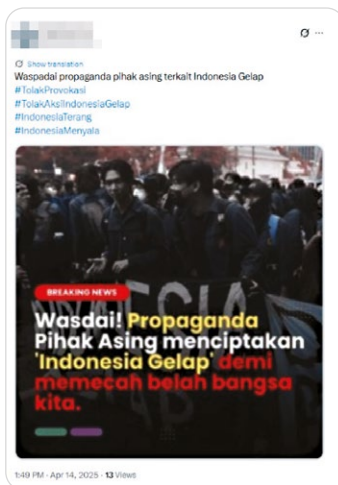 Show translation
Waspadai propaganda pihak asing terkait Indonesia Gelap
#TolakProvokasi
#TolakAksiIndonesiaGelap
#IndonesiaTerang
#IndonesiaMenyala
BREAKING NEWS
Wasdai! Propaganda
Pihak Asing menciptakan
'Indonesia Gelap' demi
memecah belah bangsa
kita.
1:49 PM · Apr 14, 2025 · 13 Views